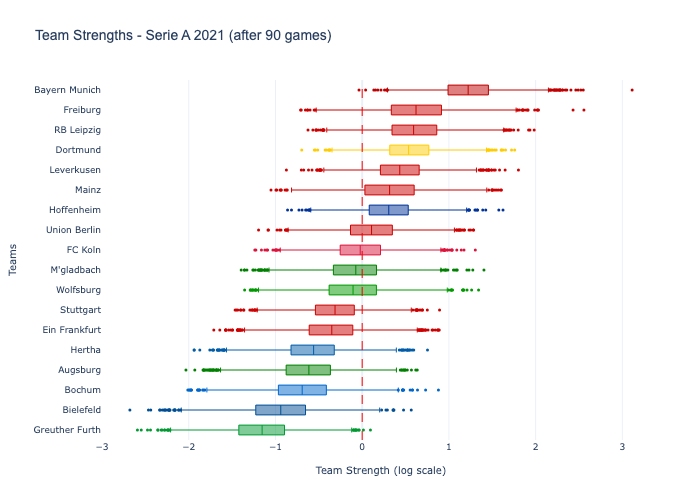 Team Strengths - Serie A 2021 (after 90 games)
Bayern Munich
Freiburg
RB Leipzig
Dortmund
Leverkusen
Mainz
Hoffenheim
Union Berlin
FC Koln
M'gladbach
Wolfsburg
Stuttgart
Ein Frankfurt
Hertha
Augsburg
Bochum
Bielefeld
Greuther Furth
Teams
−3 −2 −1 0 1 2 3
Team Strength (log scale)